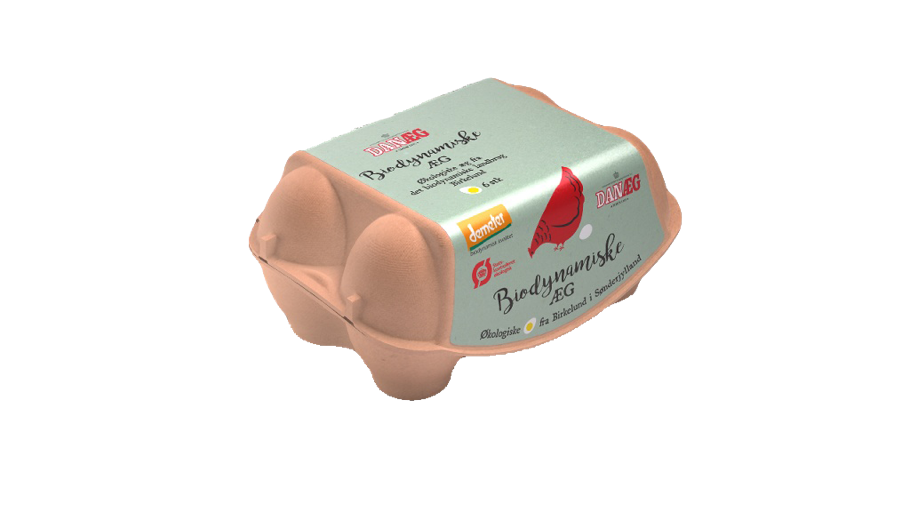 DANÆG
Biodynamiske
ÆG
Økologiske æg fra
det biodynamiske landbrug
Birkelund
6 stk
demeter
DANÆG
Biodynamiske
ÆG
Økologiske fra Birkelund i Sønderjylland